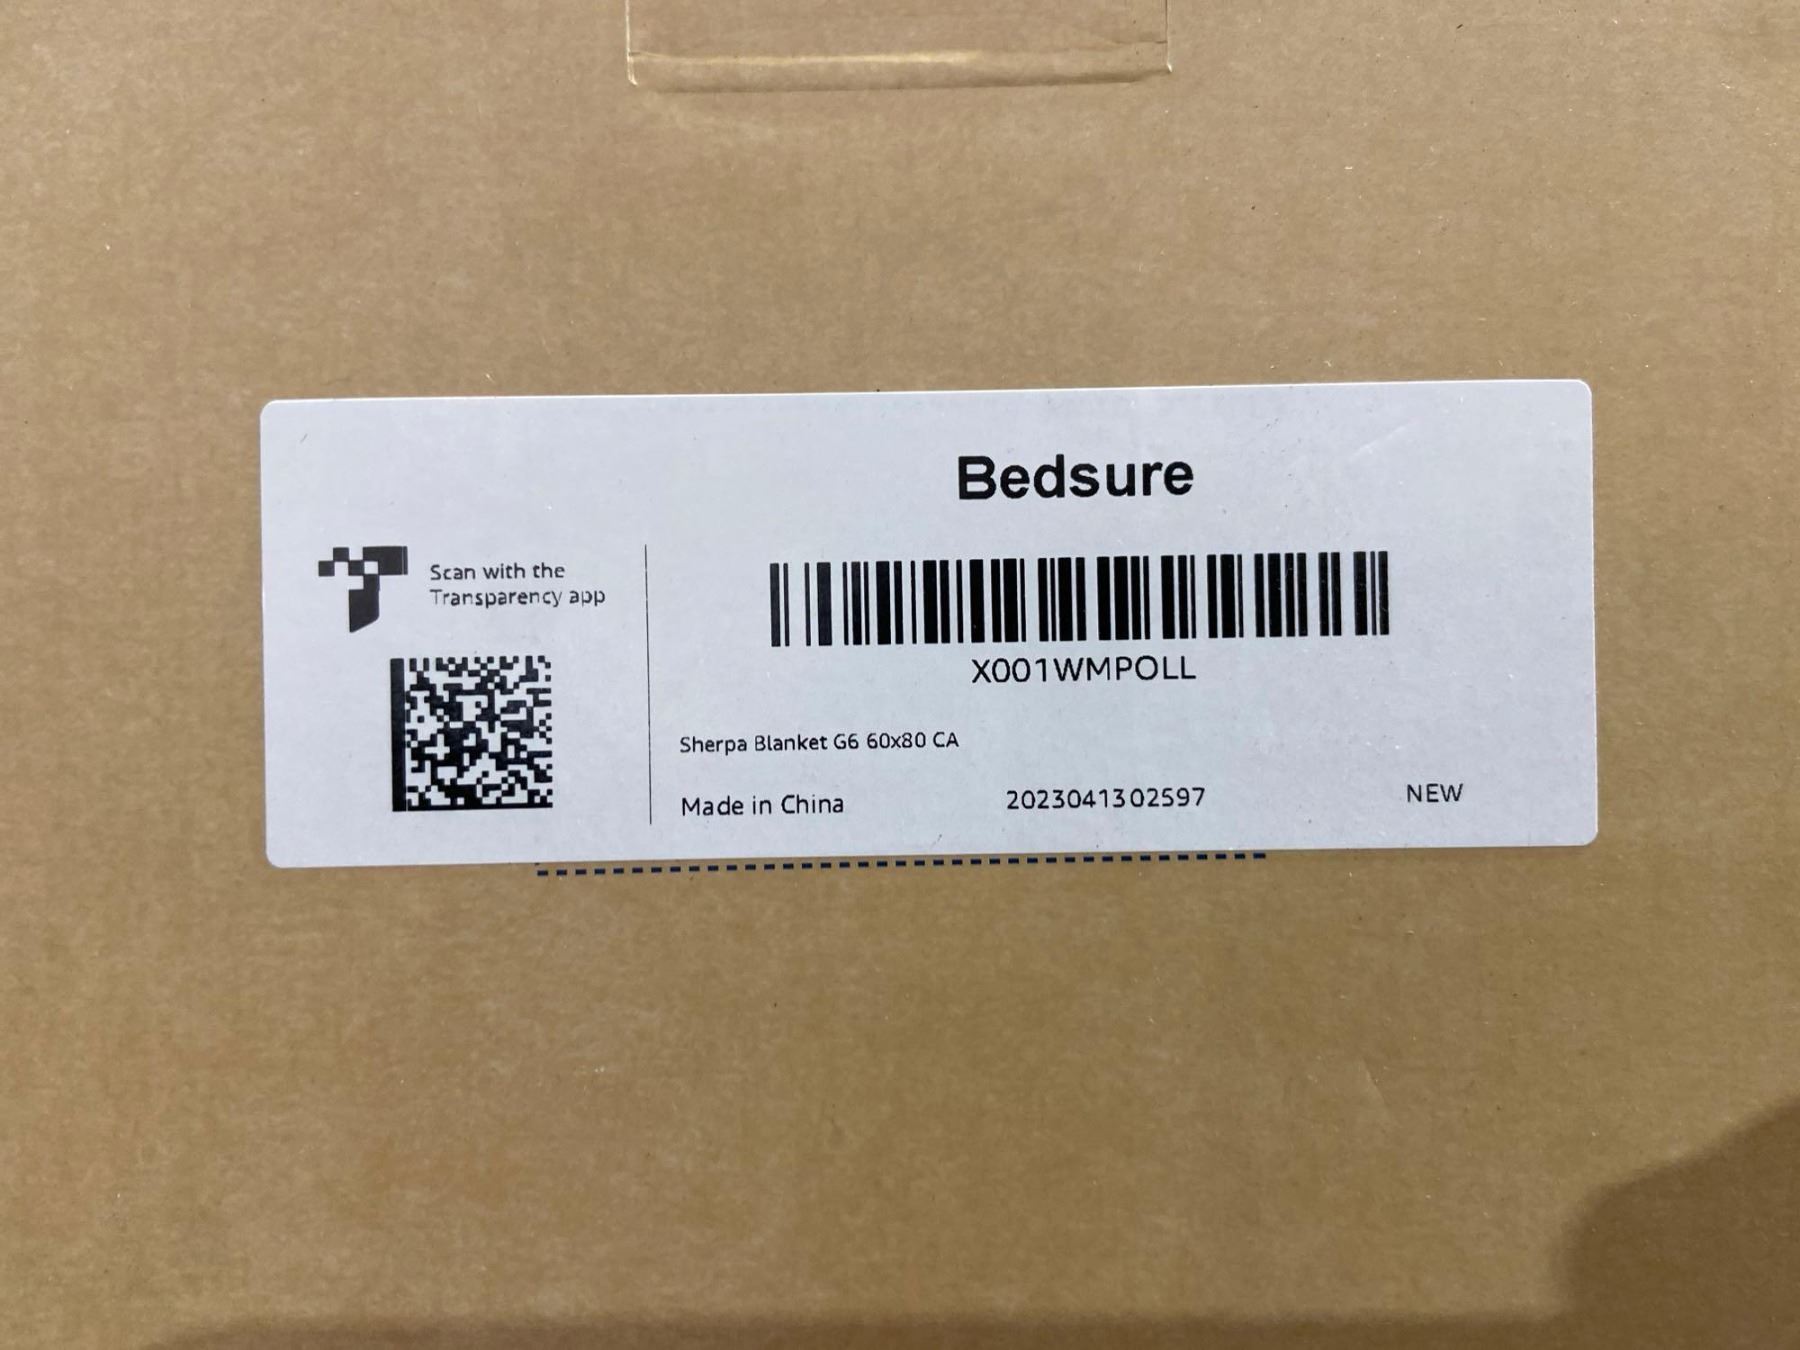 Bedsure
Scan with the
Transparency app
X001WMPOLL
Sherpa Blanket G6 60x80 CA
Made in China
2023041302597
NEW